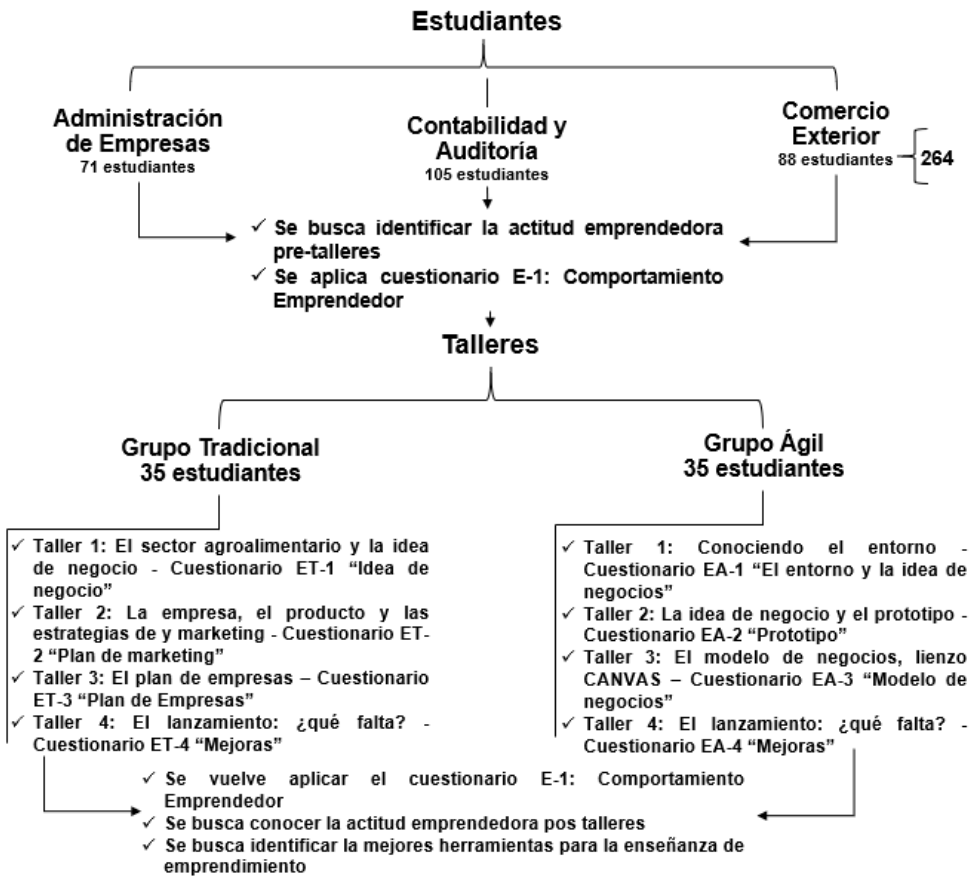 Estudiantes
Administración
de Empresas
71 estudiantes
Contabilidad y
Auditoría
105 estudiantes
Comercio
Exterior
88 estudiantes
264
✓ Se busca identificar la actitud emprendedora
pre-talleres
✓ Se aplica cuestionario E-1: Comportamiento
Emprendedor
Talleres
Grupo Tradicional
35 estudiantes
✓ Taller 1: El sector agroalimentario y la idea
de negocio - Cuestionario ET-1 “Idea de
negocio”
✓ Taller 2: La empresa, el producto y las
estrategias de y marketing - Cuestionario ET-
2 “Plan de marketing”
✓ Taller 3: El plan de empresas – Cuestionario
ET-3 “Plan de Empresas”
✓ Taller 4: El lanzamiento: ¿qué falta? -
Cuestionario ET-4 “Mejoras”
Grupo Ágil
35 estudiantes
✓ Taller 1: Conociendo el entorno -
Cuestionario EA-1 “El entorno y la idea de
negocios”
✓ Taller 2: La idea de negocio y el prototipo -
Cuestionario EA-2 “Prototipo”
✓ Taller 3: El modelo de negocios, lienzo
CANVAS – Cuestionario EA-3 “Modelo de
negocios”
✓ Taller 4: El lanzamiento: ¿qué falta? -
Cuestionario EA-4 “Mejoras”
✓ Se vuelve aplicar el cuestionario E-1: Comportamiento
Emprendedor
✓ Se busca conocer la actitud emprendedora pos talleres
✓ Se busca identificar la mejores herramientas para la enseñanza de
emprendimiento